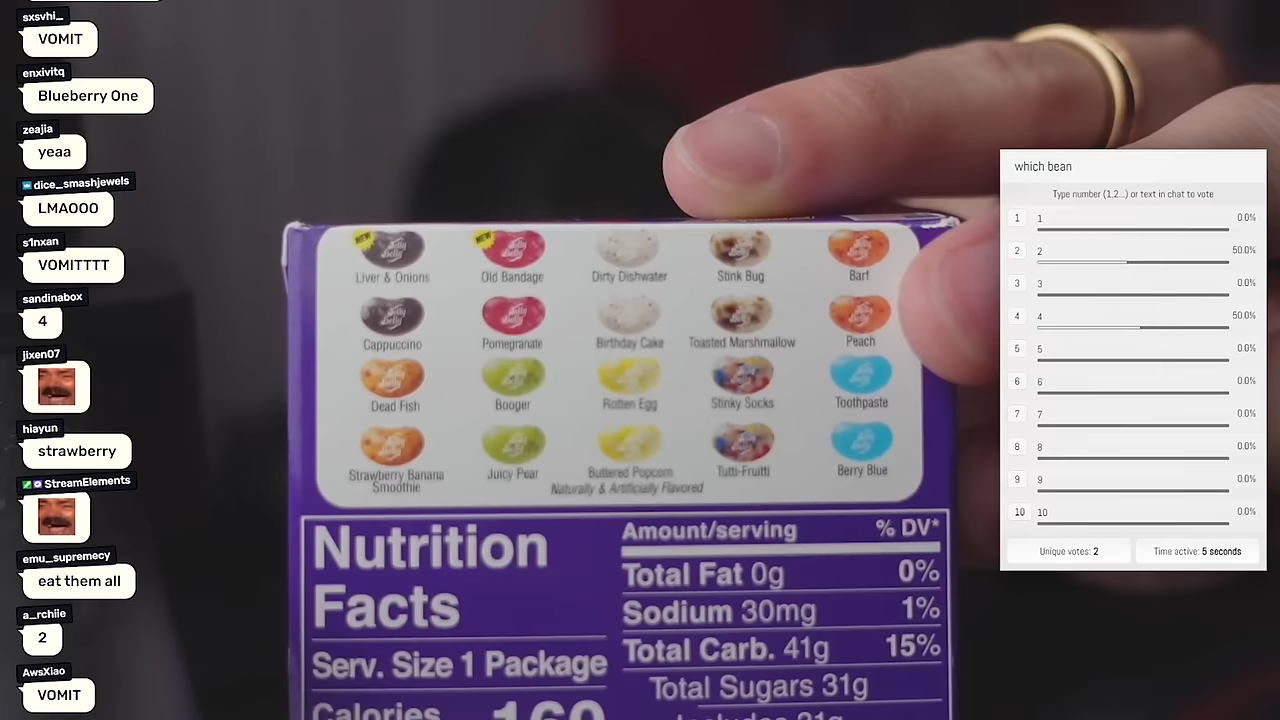 sxsvhi_
VOMIT
enxivitq
Blueberry One
zeajia
yeaa
dice_smashjewels
LMAOOO
s1nxan
VOMITTTT
sandinabox
4
jixen07
hiayun
strawberry
StreamElements
emu_supremecy
eat them all
a_rchiie
2
AwsXiao
VOMIT
Liver & Onions Old Bandage Dirty Dishwater Stink Bug Barf
Cappuccino Pomegranate Birthday Cake Toasted Marshmallow Peach
Dead Fish Booger Rotten Egg Stinky Socks Toothpaste
Strawberry Banana Juicy Pear Buttered Popcorn Tutti-Fruitti Berry Blue
Smoothie Naturally & Artificially Flavored
Nutrition
Facts
Serv. Size 1 Package
Calories 160
Amount/serving % DV*
Total Fat 0g 0%
Sodium 30mg 1%
Total Carb. 41g 15%
Total Sugars 31g
which bean
Type number (1,2...) or text in chat to vote
1 1 0.0%
2 2 50.0%
3 3 0.0%
4 4 50.0%
5 5 0.0%
6 6 0.0%
7 7 0.0%
8 8 0.0%
9 9 0.0%
10 10 0.0%
Unique votes: 2 Time active: 5 seconds